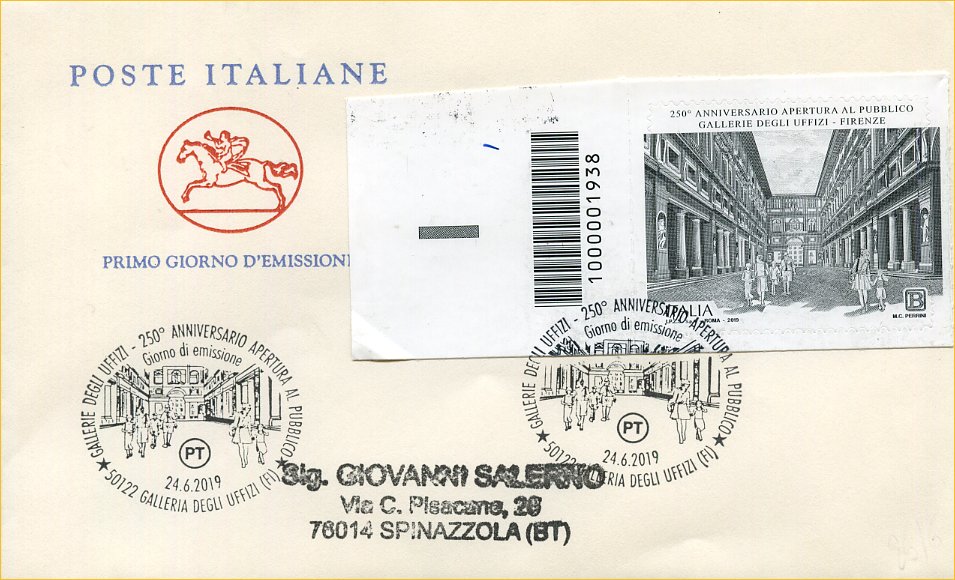 POSTE ITALIANE
PRIMO GIORNO D'EMISSIONE
1000001938
250° ANNIVERSARIO APERTURA AL PUBBLICO
GALLERIE DEGLI UFFIZI - FIRENZE
ITALIA
ROMA - 2019
B
M.C. PERRINI
GALLERIE DEGLI UFFIZI - 250° ANNIVERSARIO APERTURA AL PUBBLICO
Giorno di emissione
PT
24.6.2019
50122 GALLERIA DEGLI UFFIZI (FI)
GALLERIE DEGLI UFFIZI - 250° ANNIVERSARIO APERTURA AL PUBBLICO
Giorno di emissione
PT
24.6.2019
50122 GALLERIA DEGLI UFFIZI (FI)
Sig. GIOVANNI SALERNO
Via C. Pisacane, 29
76014 SPINAZZOLA (BT)